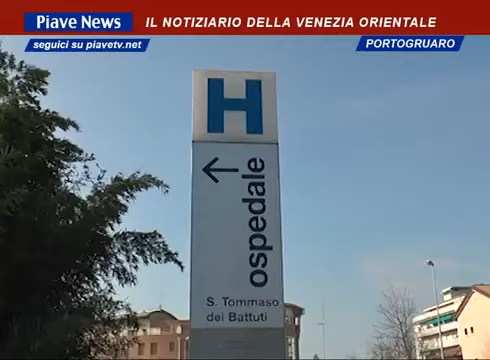 Piave News
IL NOTIZIARIO DELLA VENEZIA ORIENTALE
seguici su piavetv.net
PORTOGRUARO
H
ospedale
S. Tommaso
dei Battuti